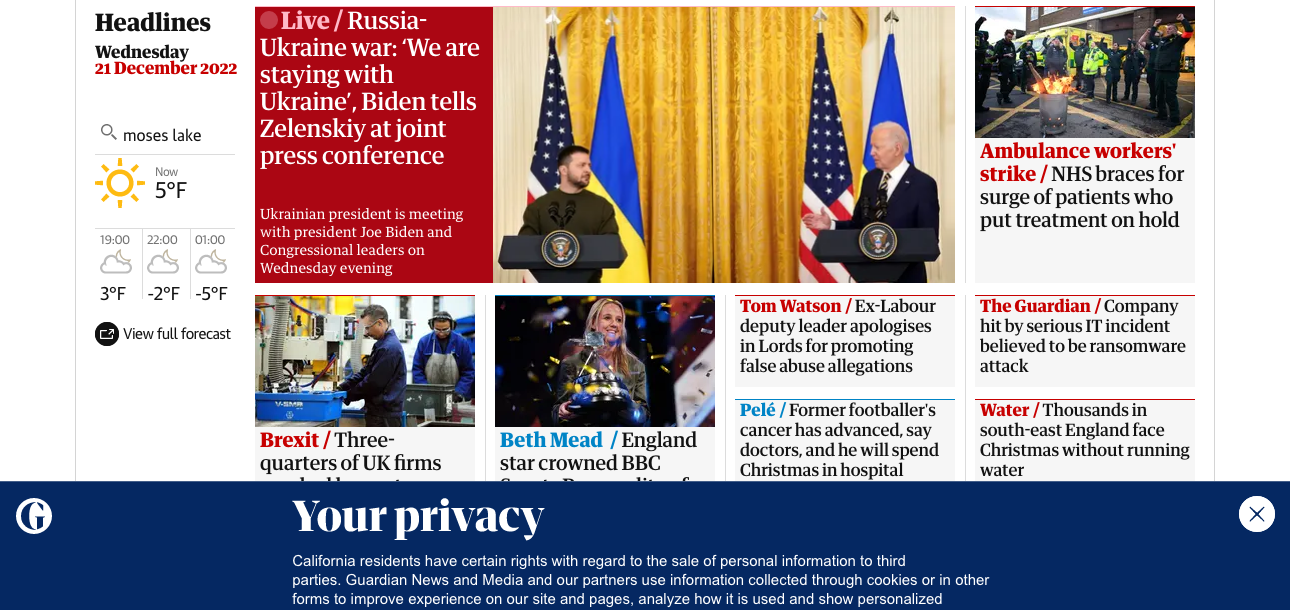 Headlines
Wednesday
21 December 2022
moses lake
Now
5°F
19:00
22:00
01:00
3°F
-2°F
-5°F
View full forecast
Live / Russia-
Ukraine war: ‘We are
staying with
Ukraine’, Biden tells
Zelenskiy at joint
press conference
Ukrainian president is meeting
with president Joe Biden and
Congressional leaders on
Wednesday evening
Ambulance workers'
strike / NHS braces for
surge of patients who
put treatment on hold
Brexit / Three-
quarters of UK firms
Beth Mead / England
star crowned BBC
Tom Watson / Ex-Labour
deputy leader apologises
in Lords for promoting
false abuse allegations
The Guardian / Company
hit by serious IT incident
believed to be ransomware
attack
Pelé / Former footballer's
cancer has advanced, say
doctors, and he will spend
Christmas in hospital
Water / Thousands in
south-east England face
Christmas without running
water
Your privacy
California residents have certain rights with regard to the sale of personal information to third
parties. Guardian News and Media and our partners use information collected through cookies or in other
forms to improve experience on our site and pages, analyze how it is used and show personalized